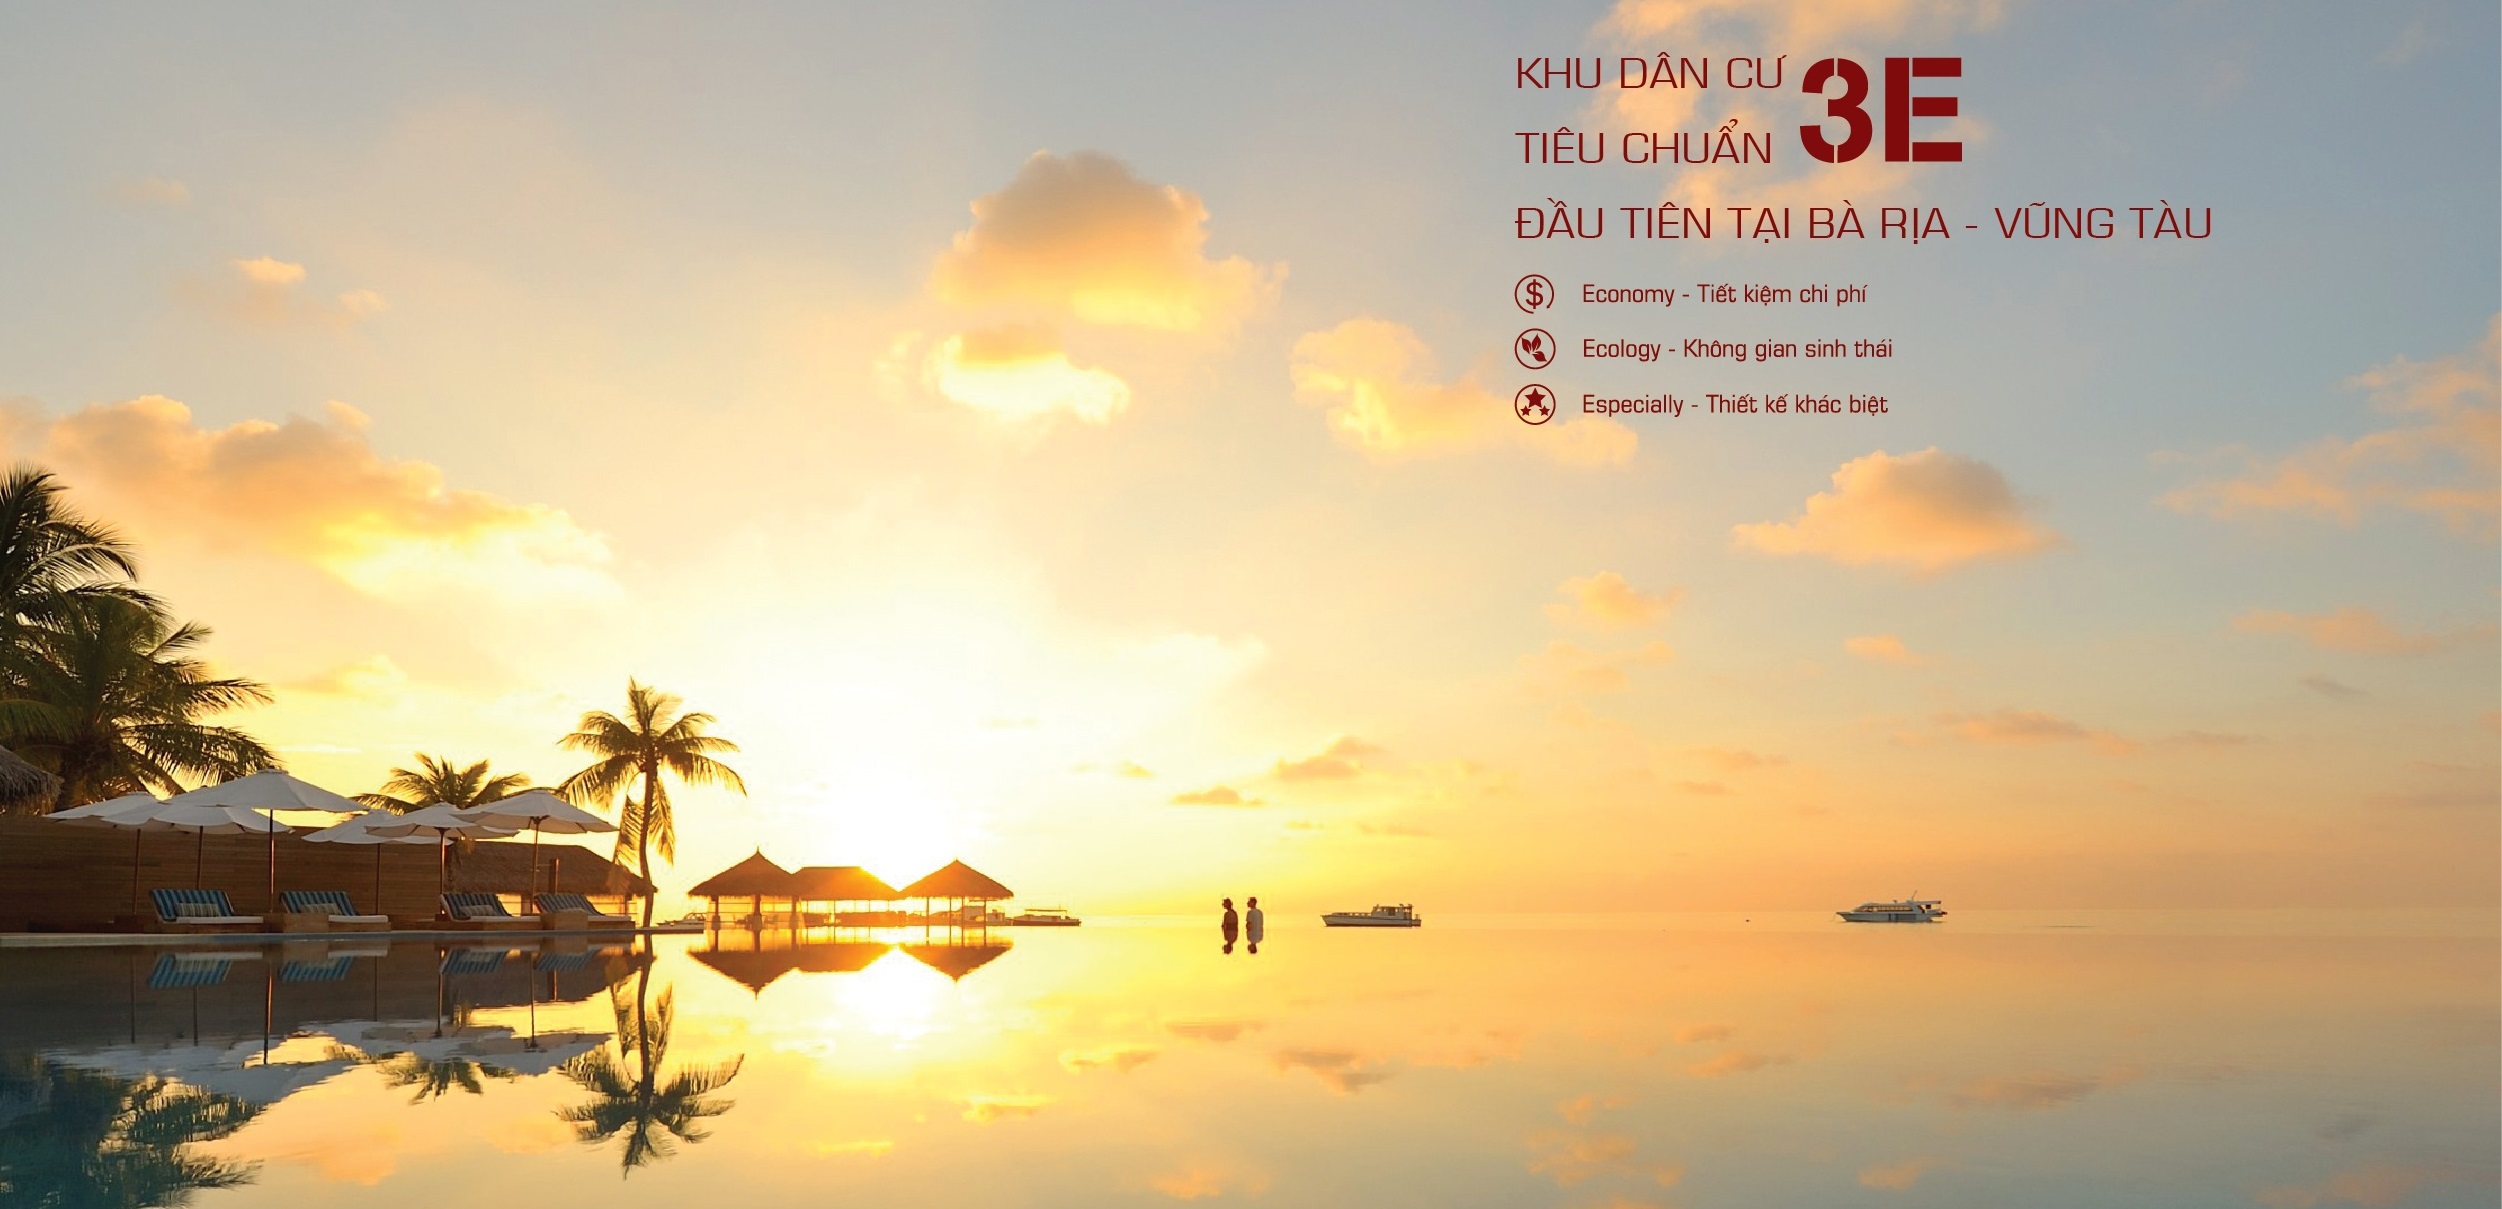 KHU DÂN CƯ 3E
TIÊU CHUẨN
ĐẦU TIÊN TẠI BÀ RỊA - VŨNG TÀU
Economy - Tiết kiệm chi phí
Ecology - Không gian sinh thái
Especially - Thiết kế khác biệt